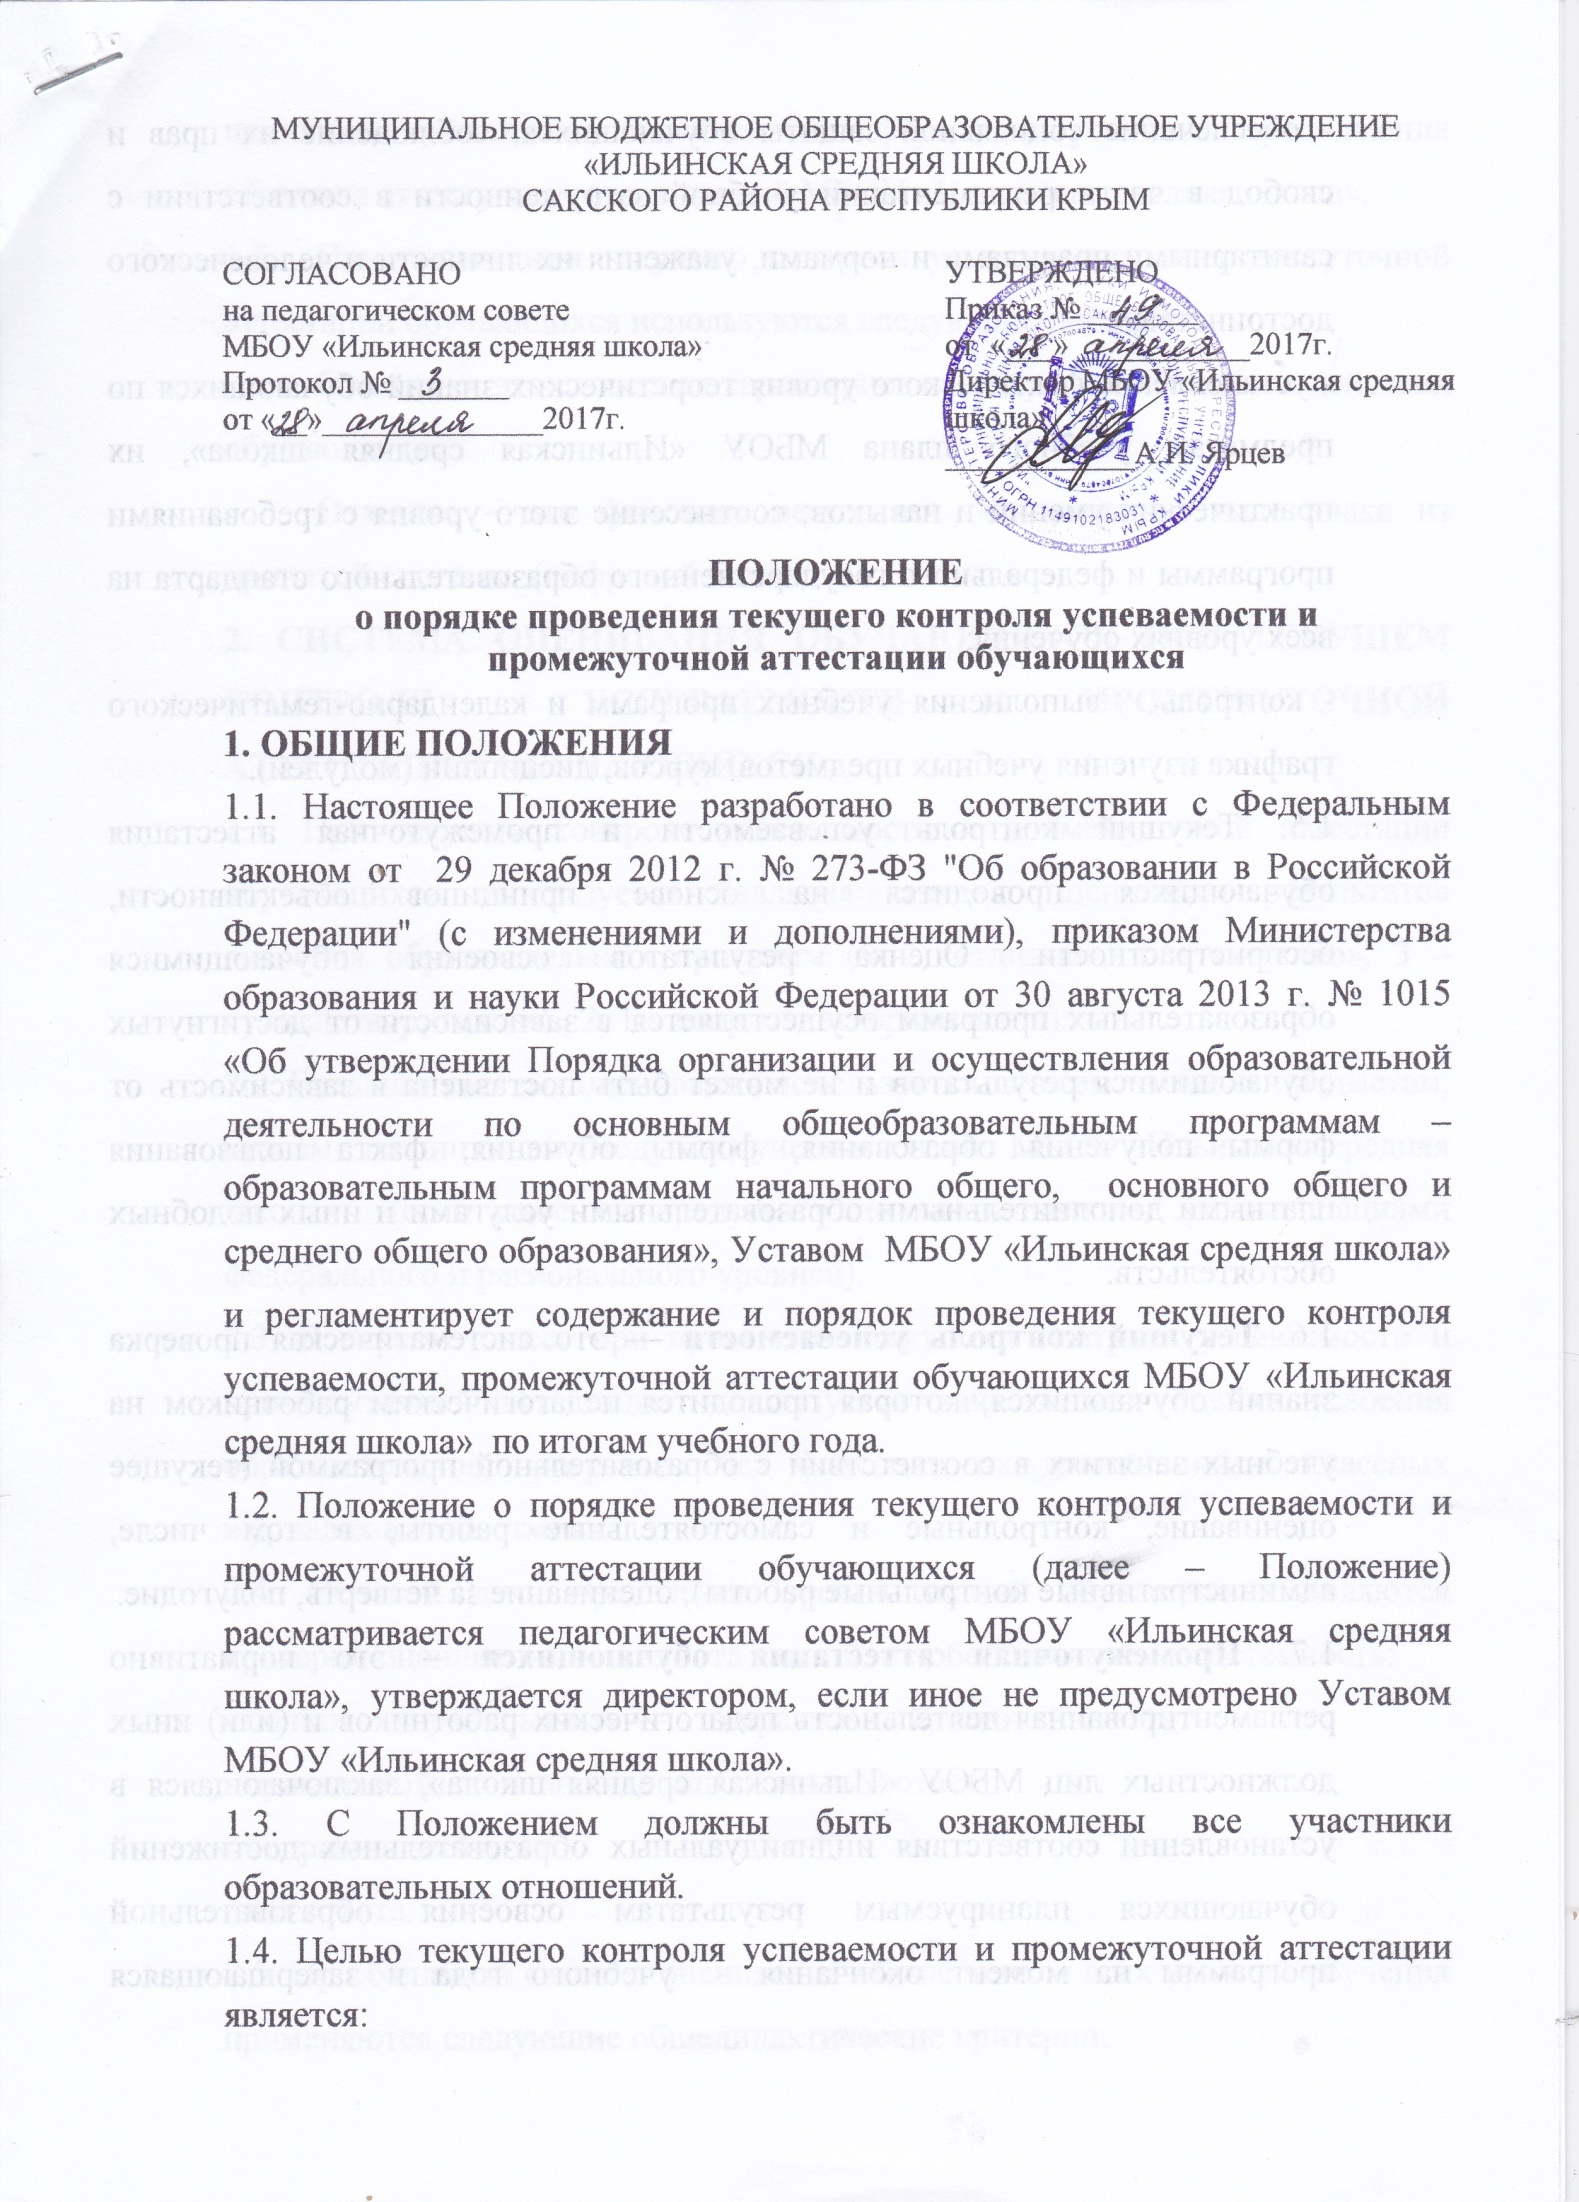 МУНИЦИПАЛЬНОЕ БЮДЖЕТНОЕ ОБЩЕОБРАЗОВАТЕЛЬНОЕ УЧРЕЖДЕНИЕ
«ИЛЬИНСКАЯ СРЕДНЯЯ ШКОЛА»
САКСКОГО РАЙОНА РЕСПУБЛИКИ КРЫМ
СОГЛАСОВАНО
на педагогическом совете
МБОУ «Ильинская средняя школа»
Протокол № 3
от «28» апреля 2017г.
УТВЕРЖДЕНО
Приказ № 49
от «28» апреля 2017г.
Директор МБОУ «Ильинская средняя
школа»
А.И. Ярцев
ОГРН 1149102183031
ПОЛОЖЕНИЕ
о порядке проведения текущего контроля успеваемости и
промежуточной аттестации обучающихся
1. ОБЩИЕ ПОЛОЖЕНИЯ
1.1. Настоящее Положение разработано в соответствии с Федеральным
законом от 29 декабря 2012 г. № 273-ФЗ "Об образовании в Российской
Федерации" (с изменениями и дополнениями), приказом Министерства
образования и науки Российской Федерации от 30 августа 2013 г. № 1015
«Об утверждении Порядка организации и осуществления образовательной
деятельности по основным общеобразовательным программам –
образовательным программам начального общего, основного общего и
среднего общего образования», Уставом МБОУ «Ильинская средняя школа»
и регламентирует содержание и порядок проведения текущего контроля
успеваемости, промежуточной аттестации обучающихся МБОУ «Ильинская
средняя школа» по итогам учебного года.
1.2. Положение о порядке проведения текущего контроля успеваемости и
промежуточной аттестации обучающихся (далее – Положение)
рассматривается педагогическим советом МБОУ «Ильинская средняя
школа», утверждается директором, если иное не предусмотрено Уставом
МБОУ «Ильинская средняя школа».
1.3. С Положением должны быть ознакомлены все участники
образовательных отношений.
1.4. Целью текущего контроля успеваемости и промежуточной аттестации
является: